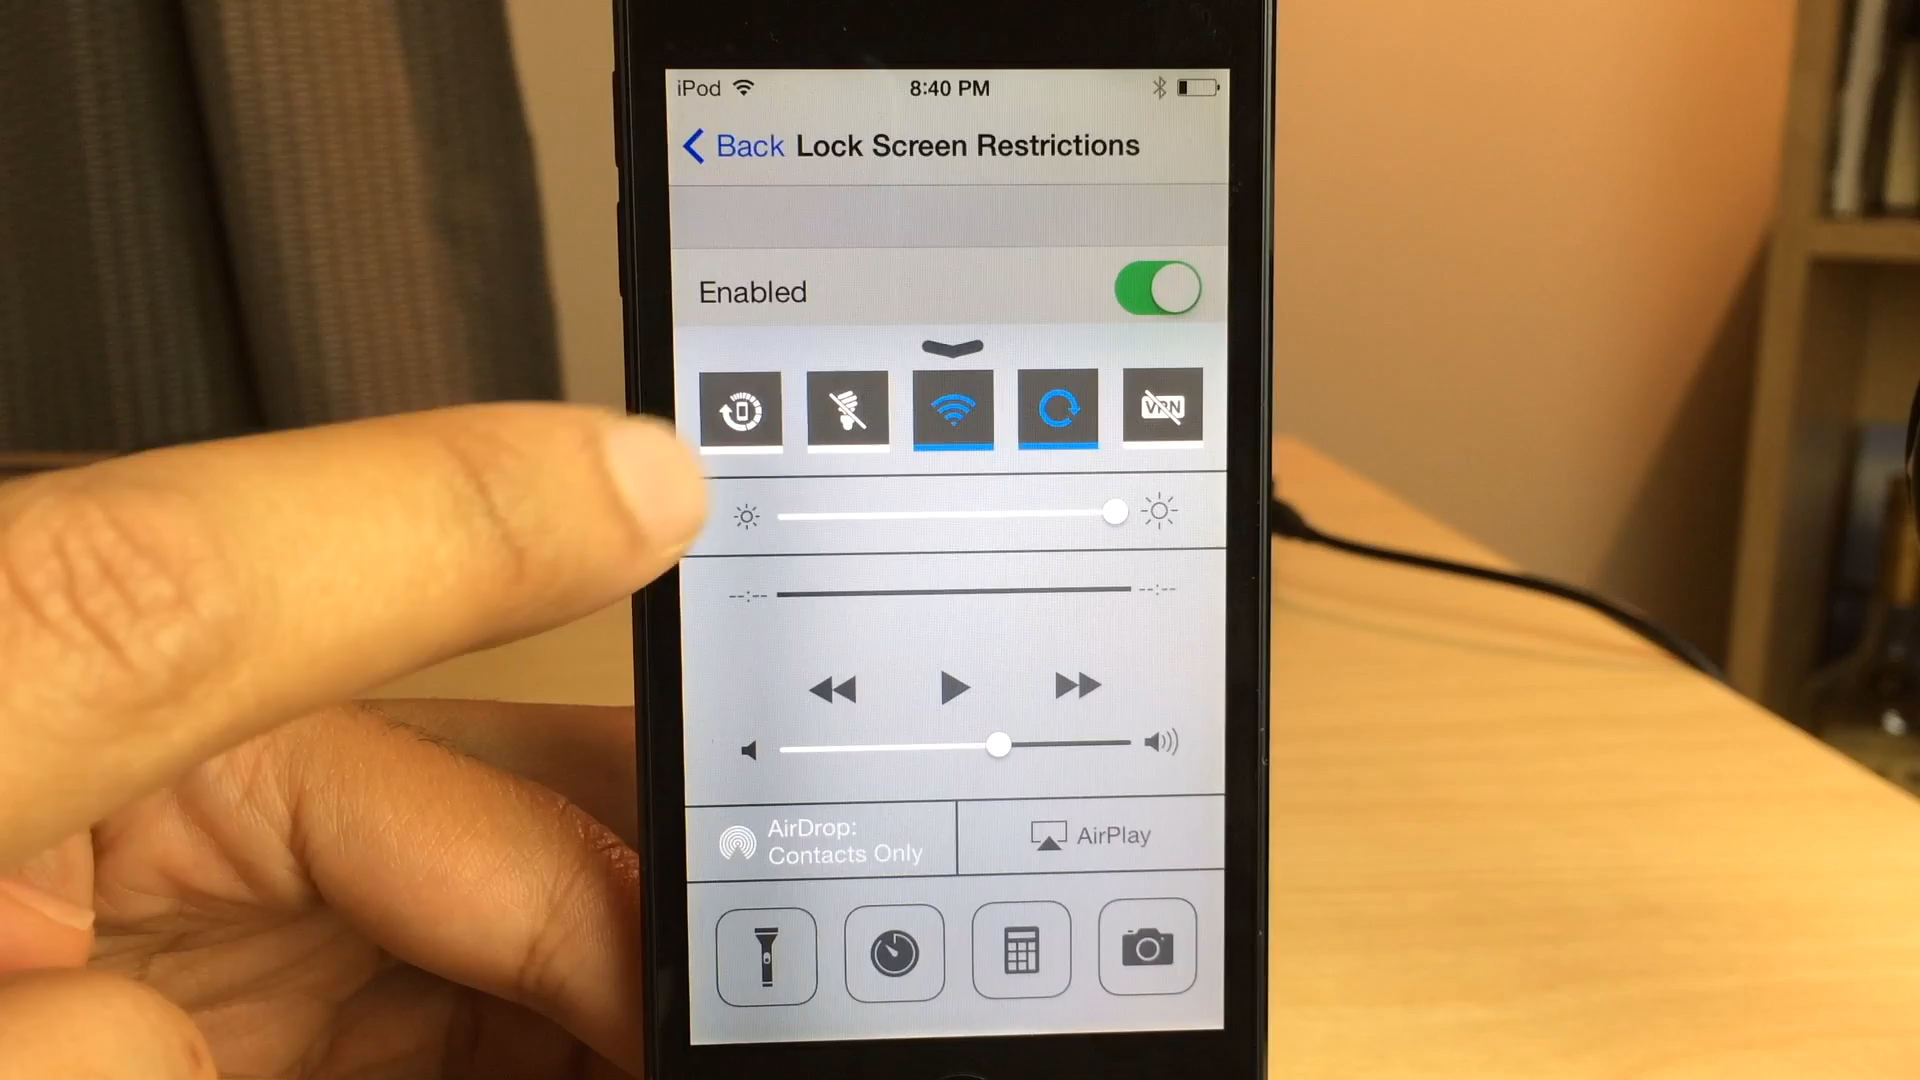 iPod 8:40 PM
Back Lock Screen Restrictions
Enabled
VPN
--:-- --:--
AirDrop: 
Contacts Only
AirPlay